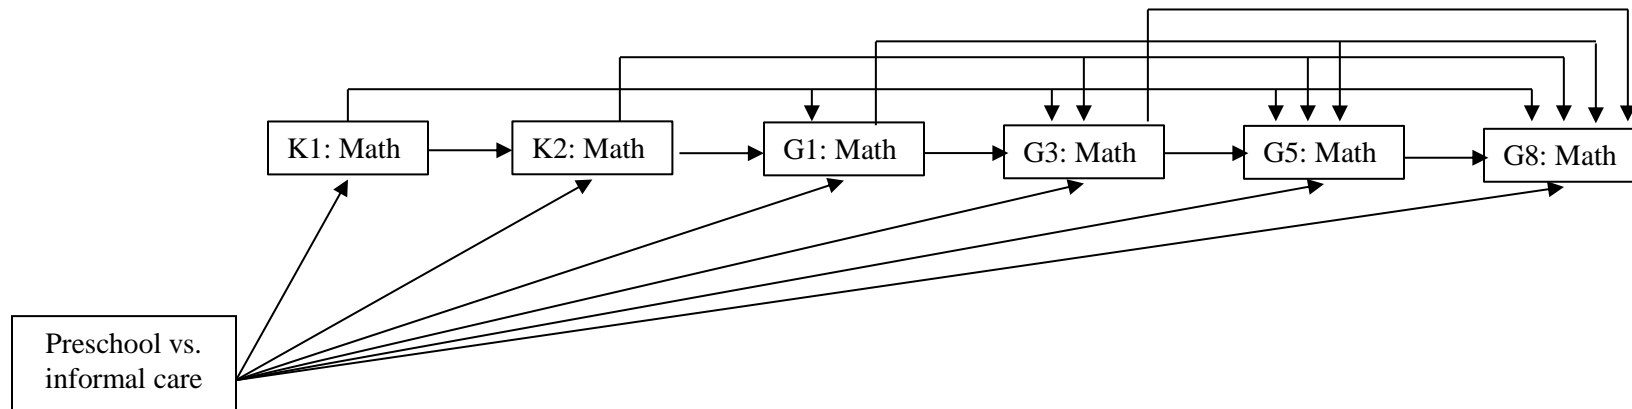 K1: Math
K2: Math
G1: Math
G3: Math
G5: Math
G8: Math
Preschool vs.
informal care